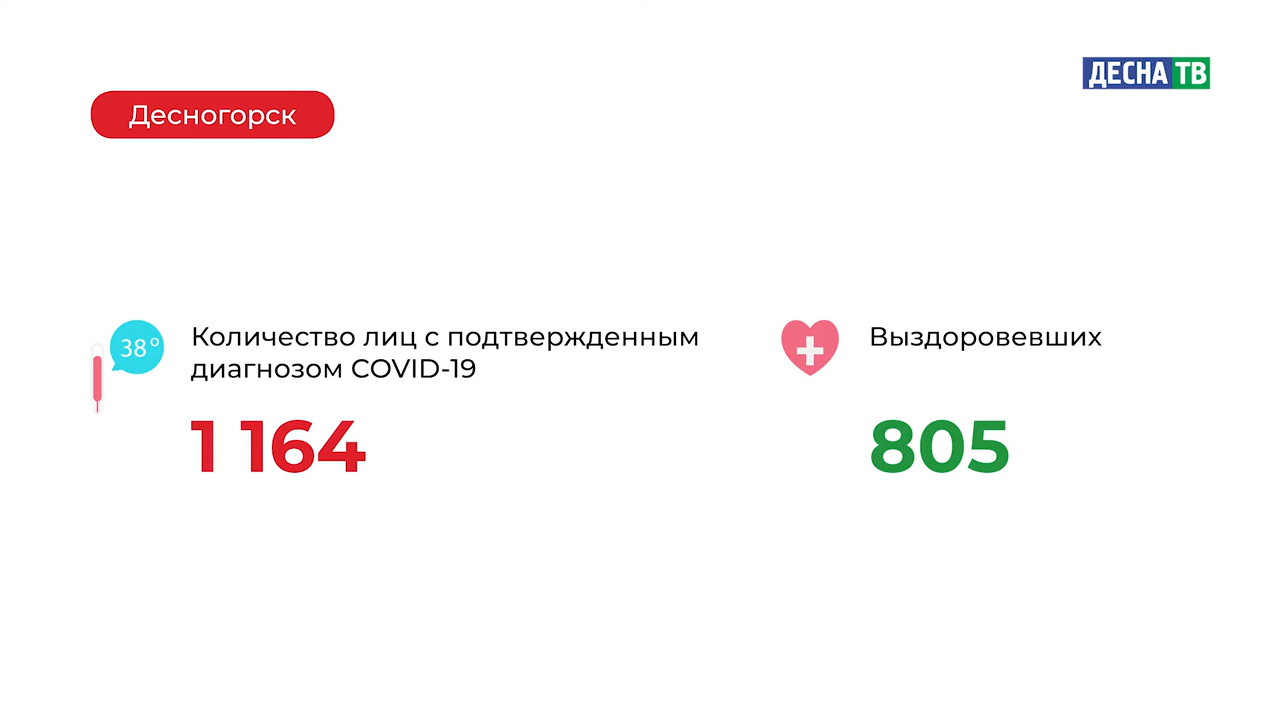 ДЕСНА ТВ
Десногорск
38°
Количество лиц с подтвержденным
диагнозом COVID-19
1 164
Выздоровевших
805